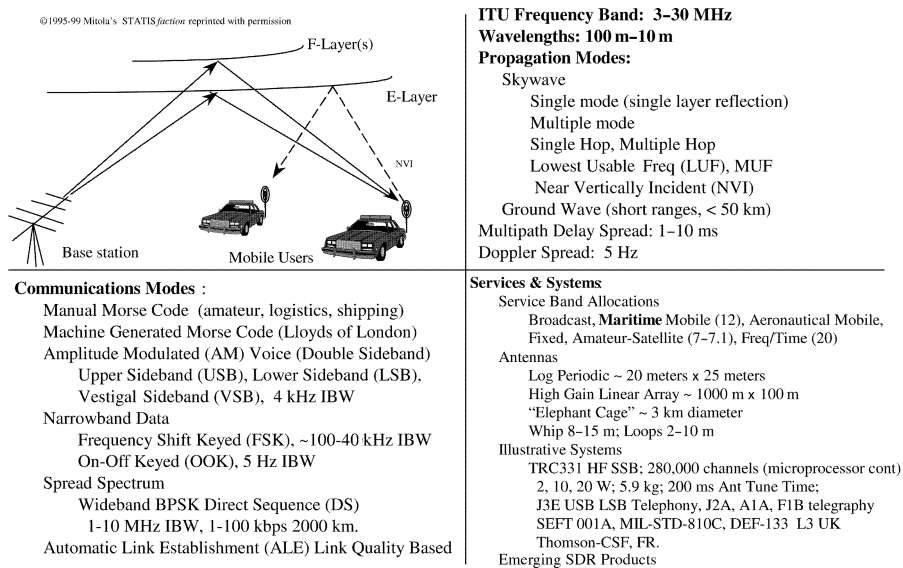 ©1995-99 Mitola's STATISfaction reprinted with permission
F-Layer(s)
E-Layer
NVI
Base station
Mobile Users
ITU Frequency Band: 3–30 MHz
Wavelengths: 100 m–10 m
Propagation Modes:
Skywave
Single mode (single layer reflection)
Multiple mode
Single Hop, Multiple Hop
Lowest Usable Freq (LUF), MUF
Near Vertically Incident (NVI)
Ground Wave (short ranges, < 50 km)
Multipath Delay Spread: 1–10 ms
Doppler Spread: 5 Hz
Communications Modes :
Manual Morse Code (amateur, logistics, shipping)
Machine Generated Morse Code (Lloyds of London)
Amplitude Modulated (AM) Voice (Double Sideband)
Upper Sideband (USB), Lower Sideband (LSB),
Vestigal Sideband (VSB), 4 kHz IBW
Narrowband Data
Frequency Shift Keyed (FSK), ~100-40 kHz IBW
On-Off Keyed (OOK), 5 Hz IBW
Spread Spectrum
Wideband BPSK Direct Sequence (DS)
1-10 MHz IBW, 1-100 kbps 2000 km.
Automatic Link Establishment (ALE) Link Quality Based
Services & Systems:
Service Band Allocations
Broadcast, Maritime Mobile (12), Aeronautical Mobile,
Fixed, Amateur-Satellite (7–7.1), Freq/Time (20)
Antennas
Log Periodic ~ 20 meters x 25 meters
High Gain Linear Array ~ 1000 m x 100 m
“Elephant Cage” ~ 3 km diameter
Whip 8–15 m; Loops 2–10 m
Illustrative Systems
TRC331 HF SSB; 280,000 channels (microprocessor cont)
2, 10, 20 W; 5.9 kg; 200 ms Ant Tune Time;
J3E USB LSB Telephony, J2A, A1A, F1B telegraphy
SEFT 001A, MIL-STD-810C, DEF-133 L3 UK
Thomson-CSF, FR.
Emerging SDR Products